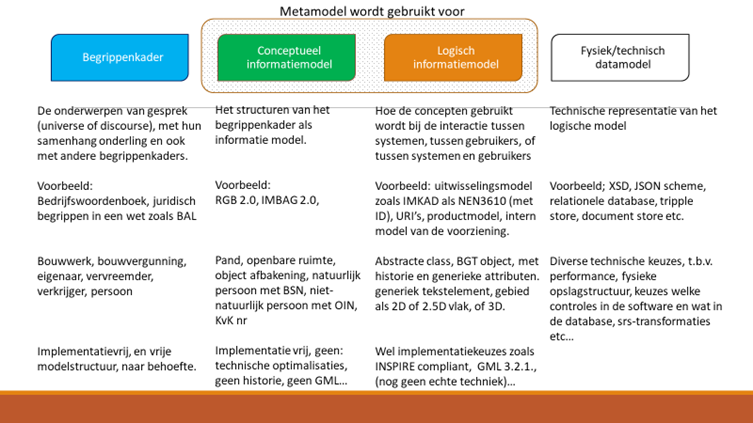 Metamodel wordt gebruikt voor
Begrippenkader
Conceptueel
informatiemodel
Logisch
informatiemodel
Fysiek/technisch
datamodel
De onderwerpen van gesprek
(universe of discourse), met hun
samenhang onderling en ook
met andere begrippenkaders.
Voorbeeld:
Bedrijfswoordenboek, juridisch
begrippen in een wet zoals BAL
Bouwwerk, bouwvergunning,
eigenaar, vervreemder,
verkrijger, persoon
Implementatievrij, en vrije
modelstructuur, naar behoefte.
Het structuren van het
begrippenkader als
informatie model.
Voorbeeld:
RGB 2.0, IMBAG 2.0,
Pand, openbare ruimte,
object afbakening, natuurlijk
persoon met BSN, niet-
natuurlijk persoon met OIN,
KvK nr
Implementatie vrij, geen:
technische optimalisaties,
geen historie, geen GML...
Hoe de concepten gebruikt
wordt bij de interactie tussen
systemen, tussen gebruikers, of
tussen systemen en gebruikers
Voorbeeld: uitwisselingsmodel
zoals IMKAD als NEN3610 (met
ID), URI's, productmodel, intern
model van de voorziening.
Abstracte class, BGT object, met
historie en generieke attributen.
generiek tekstelement, gebied
als 2D of 2.5D vlak, of 3D.
Wel implementatiekeuzes zoals
INSPIRE compliant, GML 3.2.1.,
(nog geen echte techniek)...
Technische representatie van het
logische model
Voorbeeld; XSD, JSON scheme,
relationele database, tripple
store, document store etc.
Diverse technische keuzes, t.b.v.
performance, fysieke
opslagstructuur, keuzes welke
controles in de software en wat in
de database, srs-transformaties
etc...